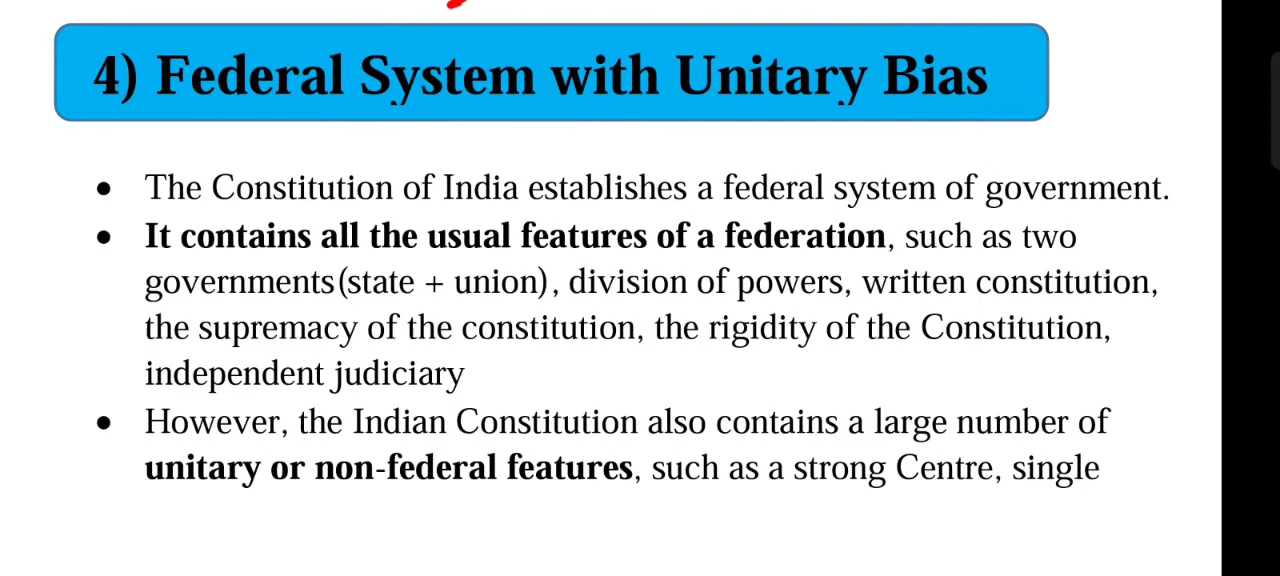 4) Federal System with Unitary Bias
• The Constitution of India establishes a federal system of government.
• It contains all the usual features of a federation, such as two
governments(state + union), division of powers, written constitution,
the supremacy of the constitution, the rigidity of the Constitution,
independent judiciary
• However, the Indian Constitution also contains a large number of
unitary or non-federal features, such as a strong Centre, single